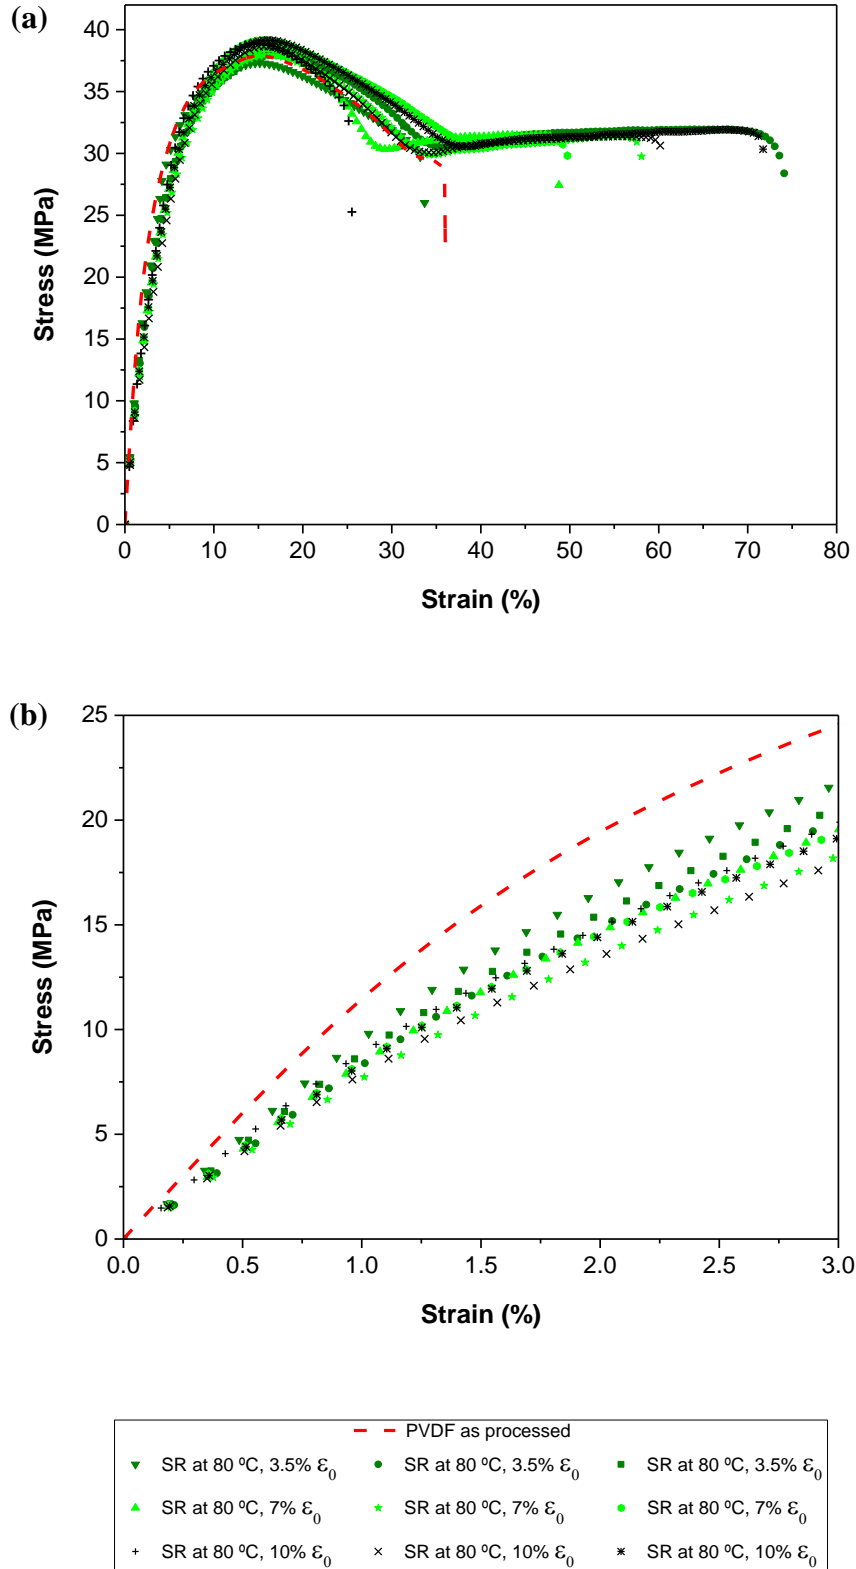 (a)
40
35
30
25
20
15
10
5
0
Stress (MPa)
0 10 20 30 40 50 60 70 80
Strain (%)
(b)
25
20
15
10
5
0
Stress (MPa)
0.0 0.5 1.0 1.5 2.0 2.5 3.0
Strain (%)
PVDF as processed
SR at 80 ºC, 3.5% ε₀ SR at 80 ºC, 3.5% ε₀ SR at 80 ºC, 3.5% ε₀
SR at 80 ºC, 7% ε₀ SR at 80 ºC, 7% ε₀ SR at 80 ºC, 7% ε₀
SR at 80 ºC, 10% ε₀ SR at 80 ºC, 10% ε₀ SR at 80 ºC, 10% ε₀